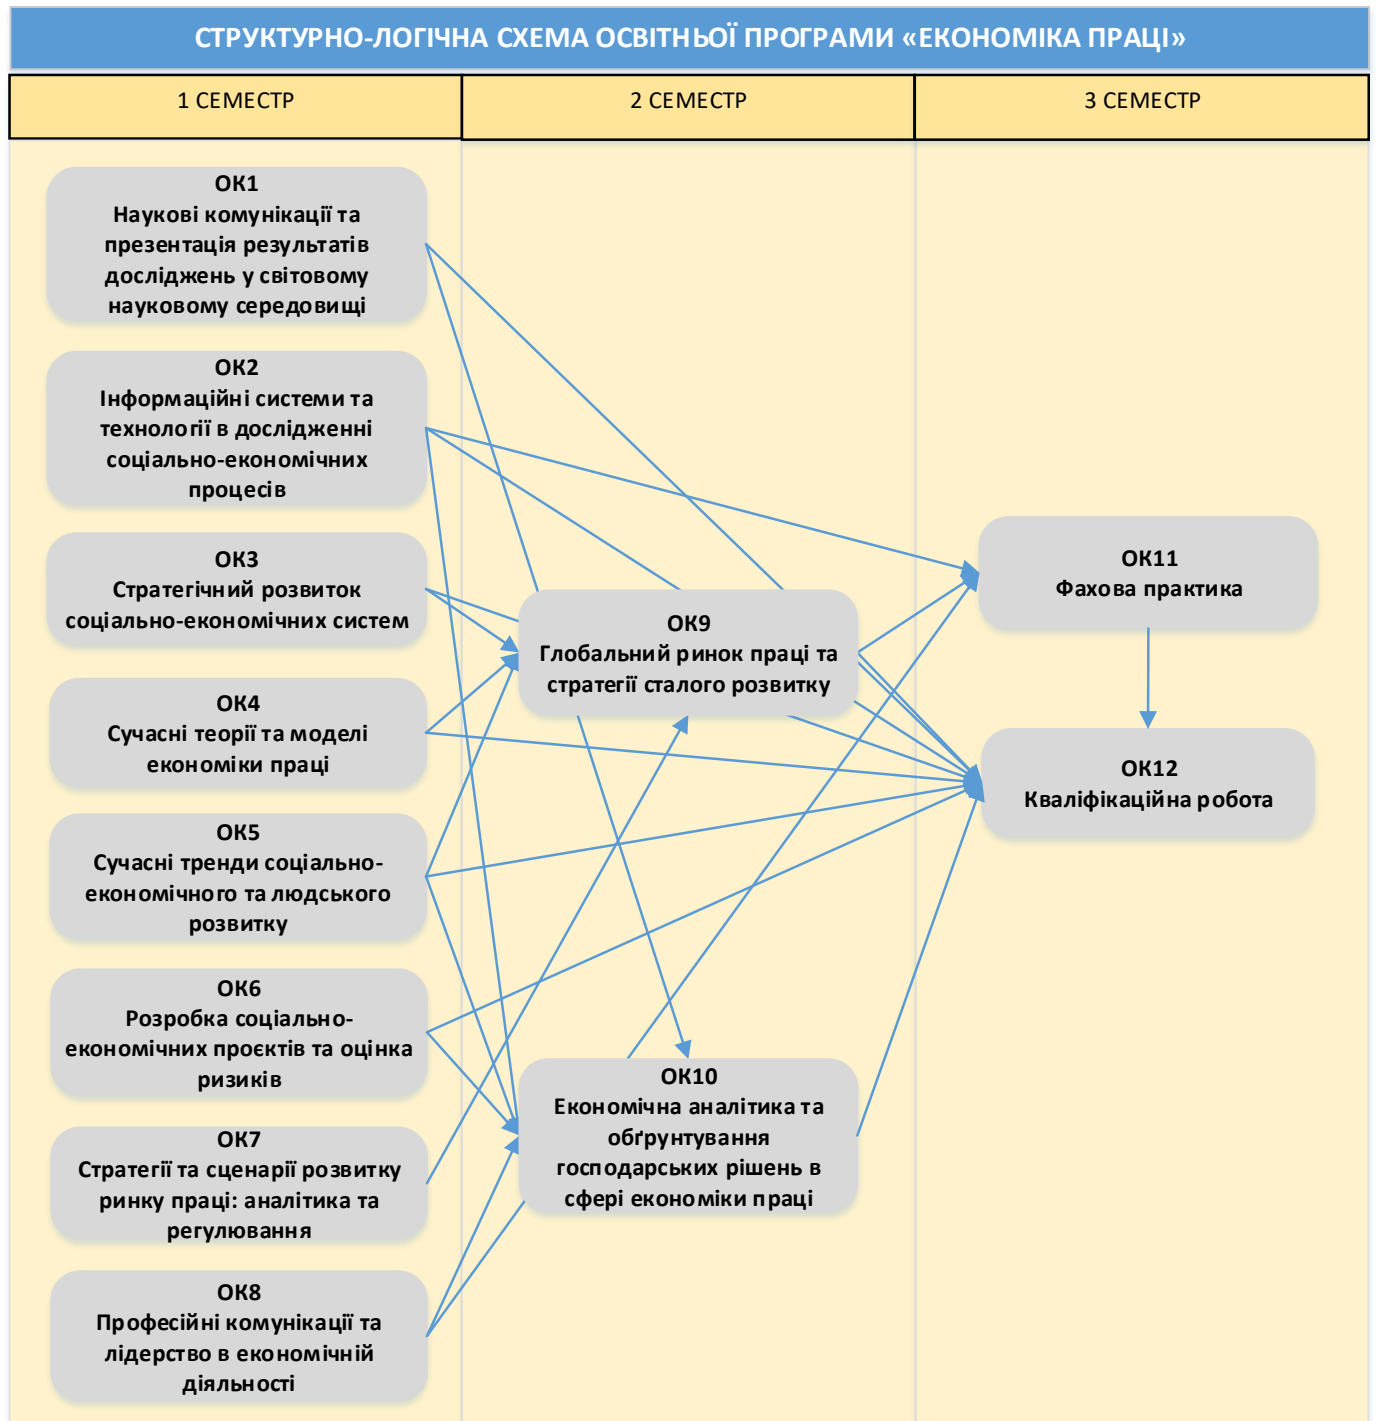 СТРУКТУРНО-ЛОГІЧНА СХЕМА ОСВІТНЬОЇ ПРОГРАМИ «ЕКОНОМІКА ПРАЦІ»
1 СЕМЕСТР
2 СЕМЕСТР
3 СЕМЕСТР
ОК1
Наукові комунікації та
презентація результатів
досліджень у світовому
науковому середовищі
ОК2
Інформаційні системи та
технології в дослідженні
соціально-економічних
процесів
ОК3
Стратегічний розвиток
соціально-економічних систем
ОК4
Сучасні теорії та моделі
економіки праці
ОК5
Сучасні тренди соціально-
економічного та людського
розвитку
ОК6
Розробка соціально-
економічних проєктів та оцінка
ризиків
ОК7
Стратегії та сценарії розвитку
ринку праці: аналітика та
регулювання
ОК8
Професійні комунікації та
лідерство в економічній
діяльності
ОК9
Глобальний ринок праці та
стратегії сталого розвитку
ОК10
Економічна аналітика та
обґрунтування
господарських рішень в
сфері економіки праці
ОК11
Фахова практика
ОК12
Кваліфікаційна робота